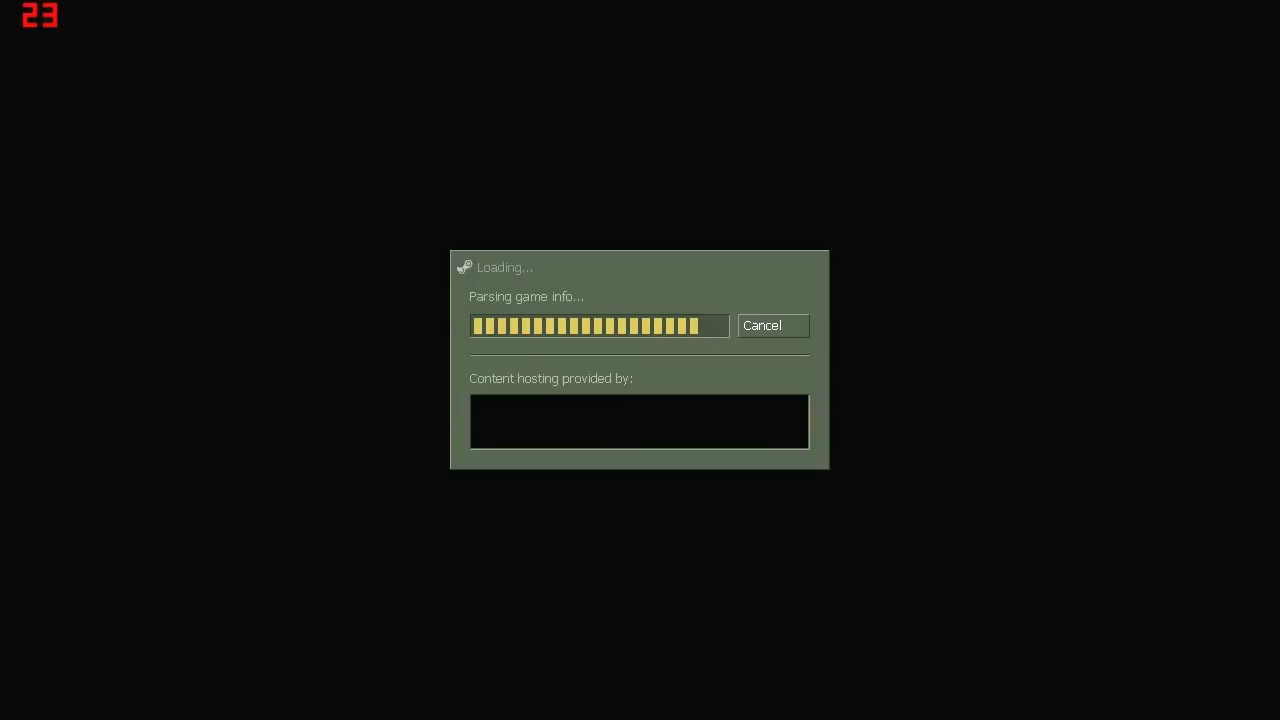 23
Loading...
Parsing game info...
Cancel
Content hosting provided by: